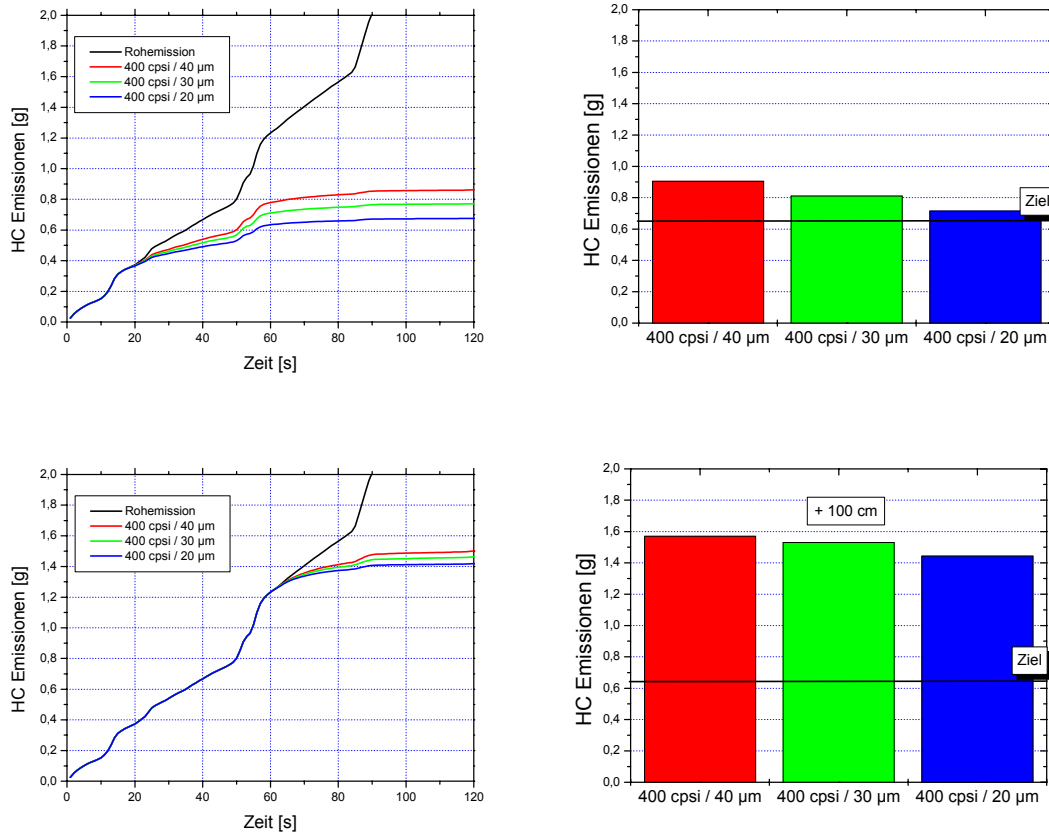 2,0
1,8
1,6
1,4
1,2
1,0
0,8
0,6
0,4
0,2
0,0
HC Emissionen [g]
Rohemission
400 cpsi / 40 µm
400 cpsi / 30 µm
400 cpsi / 20 µm
0 20 40 60 80 100 120
Zeit [s]
2,0
1,8
1,6
1,4
1,2
1,0
0,8
0,6
0,4
0,2
0,0
HC Emissionen [g]
Ziel
400 cpsi / 40 µm 400 cpsi / 30 µm 400 cpsi / 20 µm
2,0
1,8
1,6
1,4
1,2
1,0
0,8
0,6
0,4
0,2
0,0
HC Emissionen [g]
Rohemission
400 cpsi / 40 µm
400 cpsi / 30 µm
400 cpsi / 20 µm
0 20 40 60 80 100 120
Zeit [s]
2,0
1,8
1,6
1,4
1,2
1,0
0,8
0,6
0,4
0,2
0,0
HC Emissionen [g]
+ 100 cm
Ziel
400 cpsi / 40 µm 400 cpsi / 30 µm 400 cpsi / 20 µm